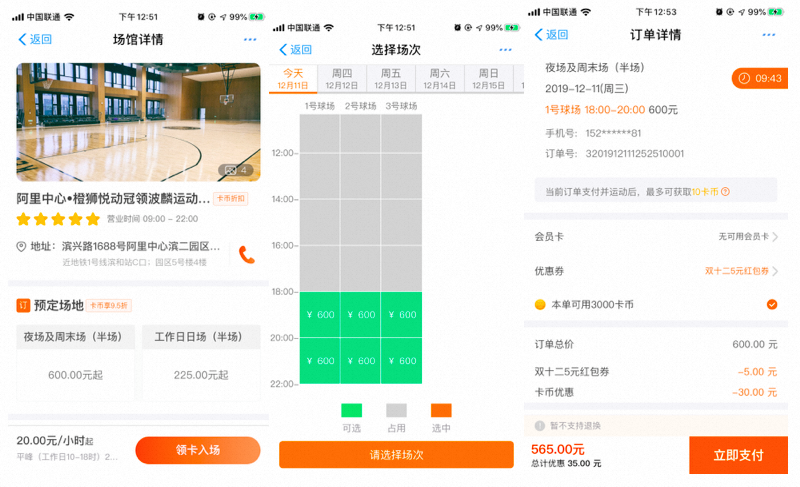 中国联通
下午12:51
99%
返回
场馆详情
4
阿里中心•橙狮悦动冠领波麟运动...
卡币折扣
营业时间 09:00 ~ 22:00
地址： 滨兴路1688号阿里中心滨二园区...
近地铁1号线滨和站C口；园区5号楼4楼
订 预定场地 卡币享9.5折
夜场及周末场（半场）
工作日日场（半场）
600.00元起
225.00元起
20.00元/小时起
平峰（工作日10-18时）2...
领卡入场
中国联通
下午12:51
99%
返回
选择场次
今天 周四 周五 周六 周日
12月11日 12月12日 12月13日 12月14日 12月15日
1号球场 2号球场 3号球场
12:00
14:00
16:00
18:00
¥ 600 ¥ 600 ¥ 600
20:00
¥ 600 ¥ 600 ¥ 600
22:00
可选 占用 选中
请选择场次
中国联通
下午12:53
99%
返回
订单详情
夜场及周末场（半场）
09:43
2019-12-11(周三)
1号球场 18:00-20:00 600元
手机号: 152******81
订单号: 3201912111252510001
当前订单支付并运动后，最多可获取10卡币
会员卡 无可用会员卡
优惠券 双十二5元红包券
本单可用3000卡币
订单总价 600.00 元
双十二5元红包券 -5.00 元
卡币优惠 -30.00 元
暂不支持退换
565.00元
总计优惠 35.00 元
立即支付